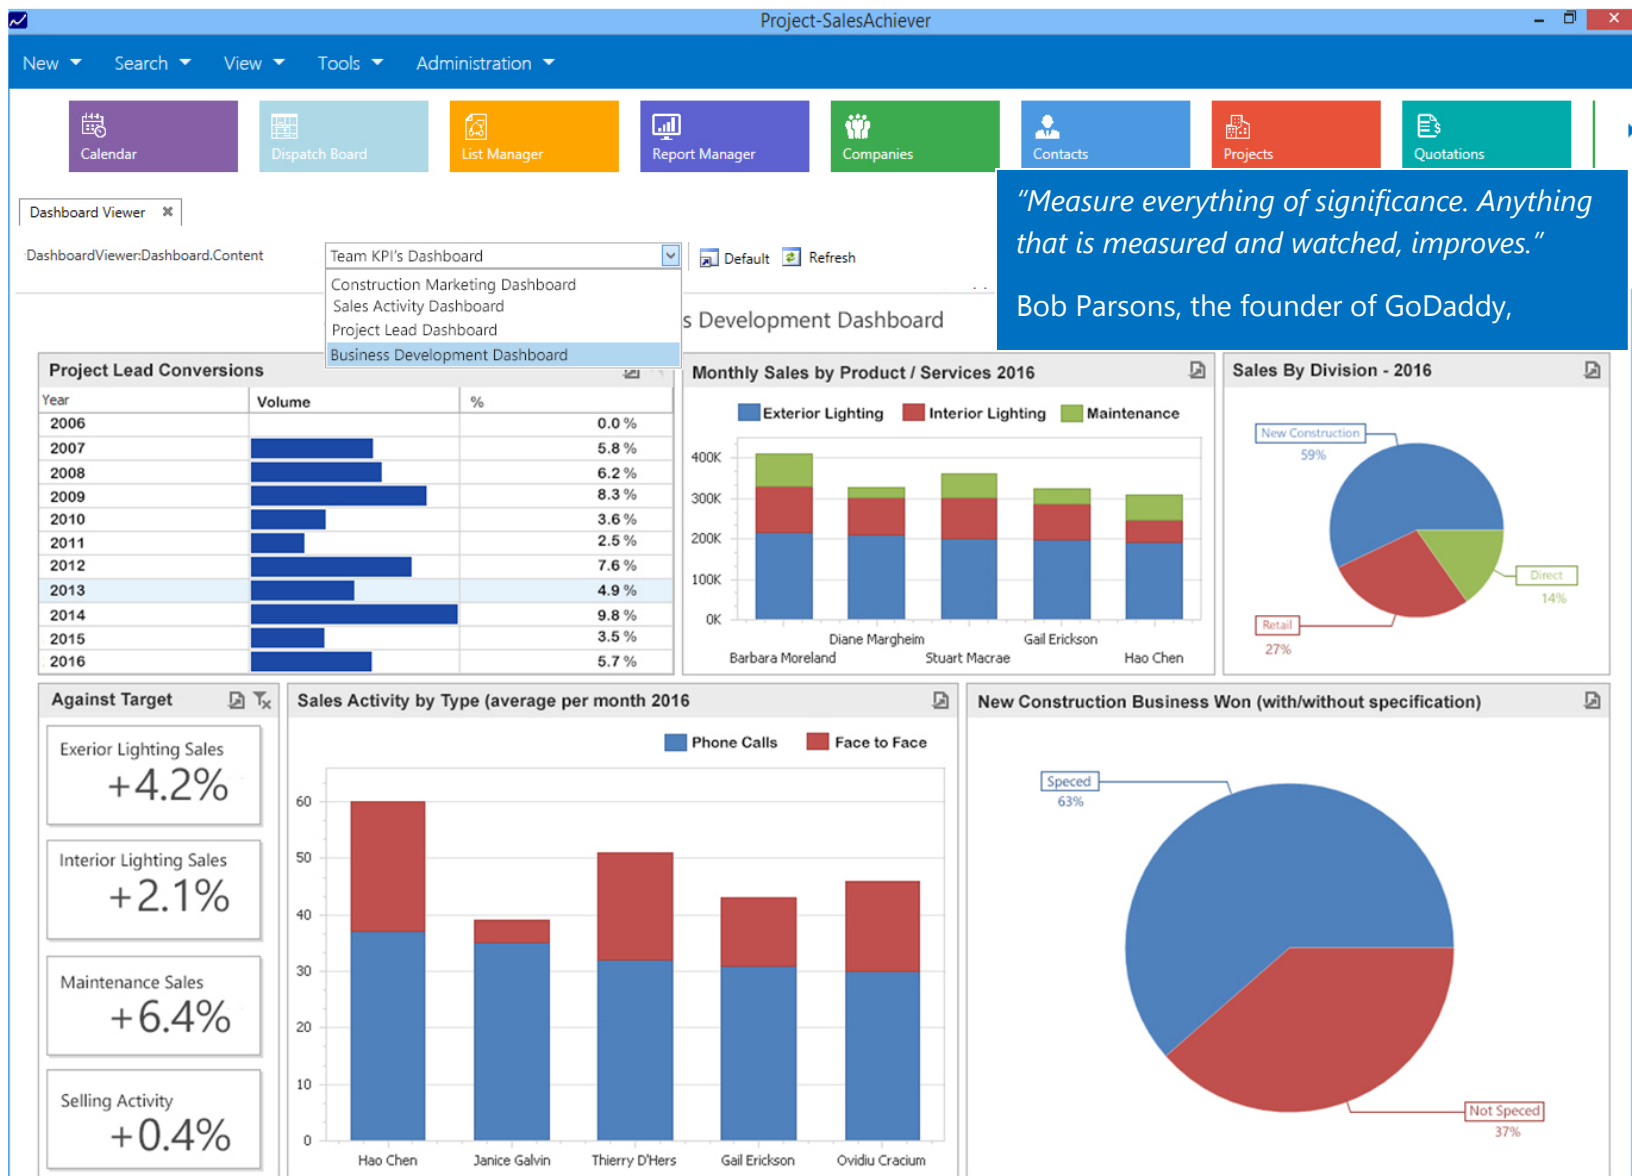 Project-SalesAchiever
New Search View Tools Administration
Calendar Dispatch Board List Manager Report Manager Companies Contacts Projects Quotations
“Measure everything of significance. Anything
that is measured and watched, improves.”
Bob Parsons, the founder of GoDaddy,
Dashboard Viewer
DashboardViewer:Dashboard.Content Team KPI's Dashboard Default Refresh
Construction Marketing Dashboard
Sales Activity Dashboard
Project Lead Dashboard
Business Development Dashboard
s Development Dashboard
Project Lead Conversions
Year Volume %
2006 0.0 %
2007 5.8 %
2008 6.2 %
2009 8.3 %
2010 3.6 %
2011 2.5 %
2012 7.6 %
2013 4.9 %
2014 9.8 %
2015 3.5 %
2016 5.7 %
Monthly Sales by Product / Services 2016
Exterior Lighting Interior Lighting Maintenance
400K
300K
200K
100K
0K
Diane Margheim Gail Erickson
Barbara Moreland Stuart Macrae Hao Chen
Sales By Division - 2016
New Construction
59%
Direct
14%
Retail
27%
Against Target
Exerior Lighting Sales
+4.2%
Interior Lighting Sales
+2.1%
Maintenance Sales
+6.4%
Selling Activity
+0.4%
Sales Activity by Type (average per month 2016
Phone Calls Face to Face
60
50
40
30
20
10
0
Hao Chen Janice Galvin Thierry D'Hers Gail Erickson Ovidiu Cracium
New Construction Business Won (with/without specification)
Speced
63%
Not Speced
37%